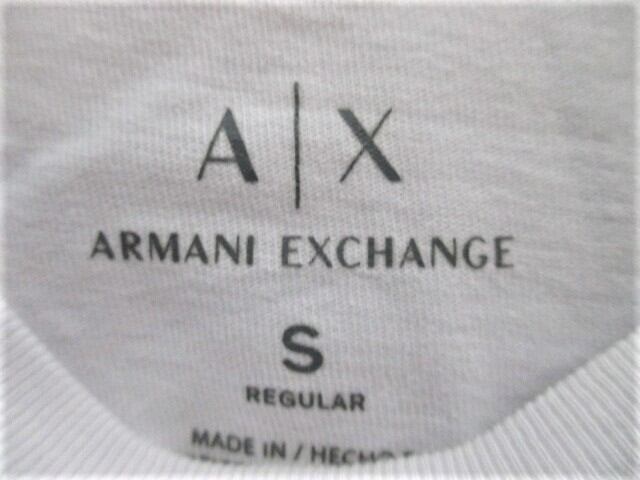 A|X
ARMANI EXCHANGE
S
REGULAR
MADE IN / HECHO